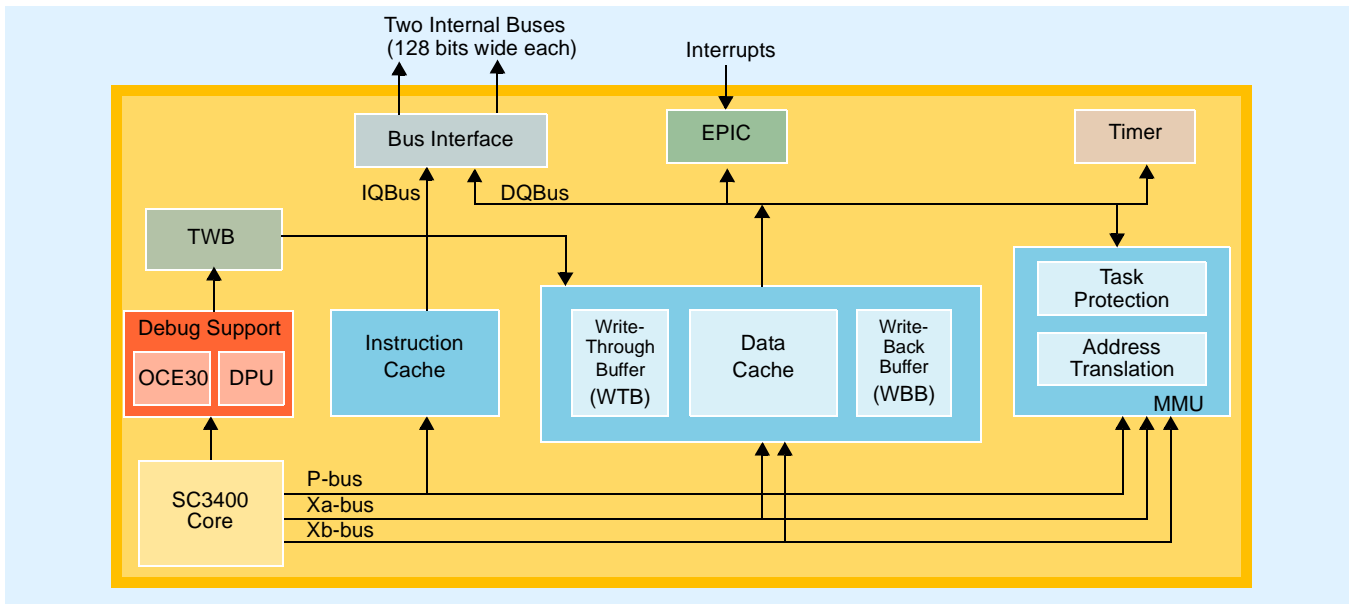 Two Internal Buses
(128 bits wide each)
Interrupts
Bus Interface
EPIC
Timer
IQBus
DQBus
TWB
Task
Protection
Address
Translation
MMU
Debug Support
OCE30
DPU
Instruction
Cache
Write-
Through
Buffer
(WTB)
Data
Cache
Write-
Back
Buffer
(WBB)
SC3400
Core
P-bus
Xa-bus
Xb-bus